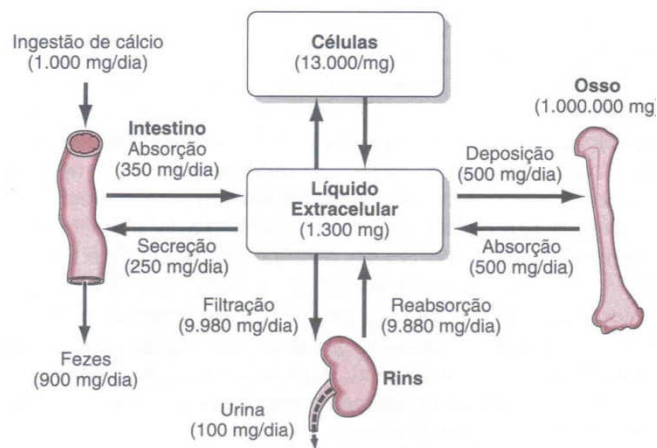 Ingestão de cálcio
(1.000 mg/dia)
Células
(13.000/mg)
Osso
(1.000.000 mg)
Intestino
Absorção
(350 mg/dia)
Deposição
(500 mg/dia)
Líquido
Extracelular
(1.300 mg)
Secreção
(250 mg/dia)
Absorção
(500 mg/dia)
Filtração
(9.980 mg/dia)
Reabsorção
(9.880 mg/dia)
Fezes
(900 mg/dia)
Rins
Urina
(100 mg/dia)